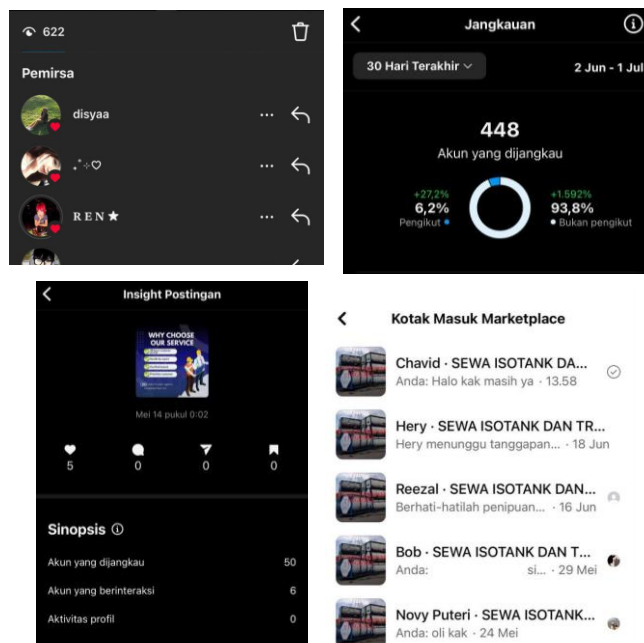 622
Pemirsa
disyaa
R E N ★
Jangkauan
30 Hari Terakhir
2 Jun - 1 Jul
448
Akun yang dijangkau
+27,2%
6,2%
Pengikut
+1.592%
93,8%
Bukan pengikut
Insight Postingan
WHY CHOOSE
OUR SERVICE
Mei 14 pukul 0:02
5
0
0
0
Sinopsis
Akun yang dijangkau 50
Akun yang berinteraksi 6
Aktivitas profil 0
Kotak Masuk Marketplace
Chavid · SEWA ISOTANK DA...
Anda: Halo kak masih ya · 13.58
Hery · SEWA ISOTANK DAN TR...
Hery menunggu tanggapan... · 18 Jun
Reezal · SEWA ISOTANK DAN...
Berhati-hatilah penipuan... · 16 Jun
Bob · SEWA ISOTANK DAN T...
Anda: si... · 29 Mei
Novy Puteri · SEWA ISOTANK...
Anda: oli kak · 24 Mei